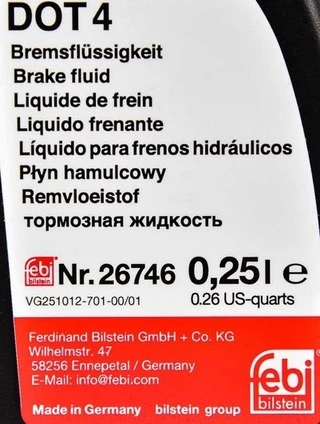 DOT 4
Bremsflüssigkeit
Brake fluid
Liquide de frein
Liquido frenante
Líquido para frenos hidráulicos
Płyn hamulcowy
Remvloeistof
тормозная жидкость
febi bilstein Nr. 26746 0,25 l e
VG251012-701-00/01 0.26 US-quarts
Ferdinand Bilstein GmbH + Co. KG
Wilhelmstr. 47
58256 Ennepetal / Germany
E-Mail: info@febi.com
febi
bilstein
Made in Germany bilstein group